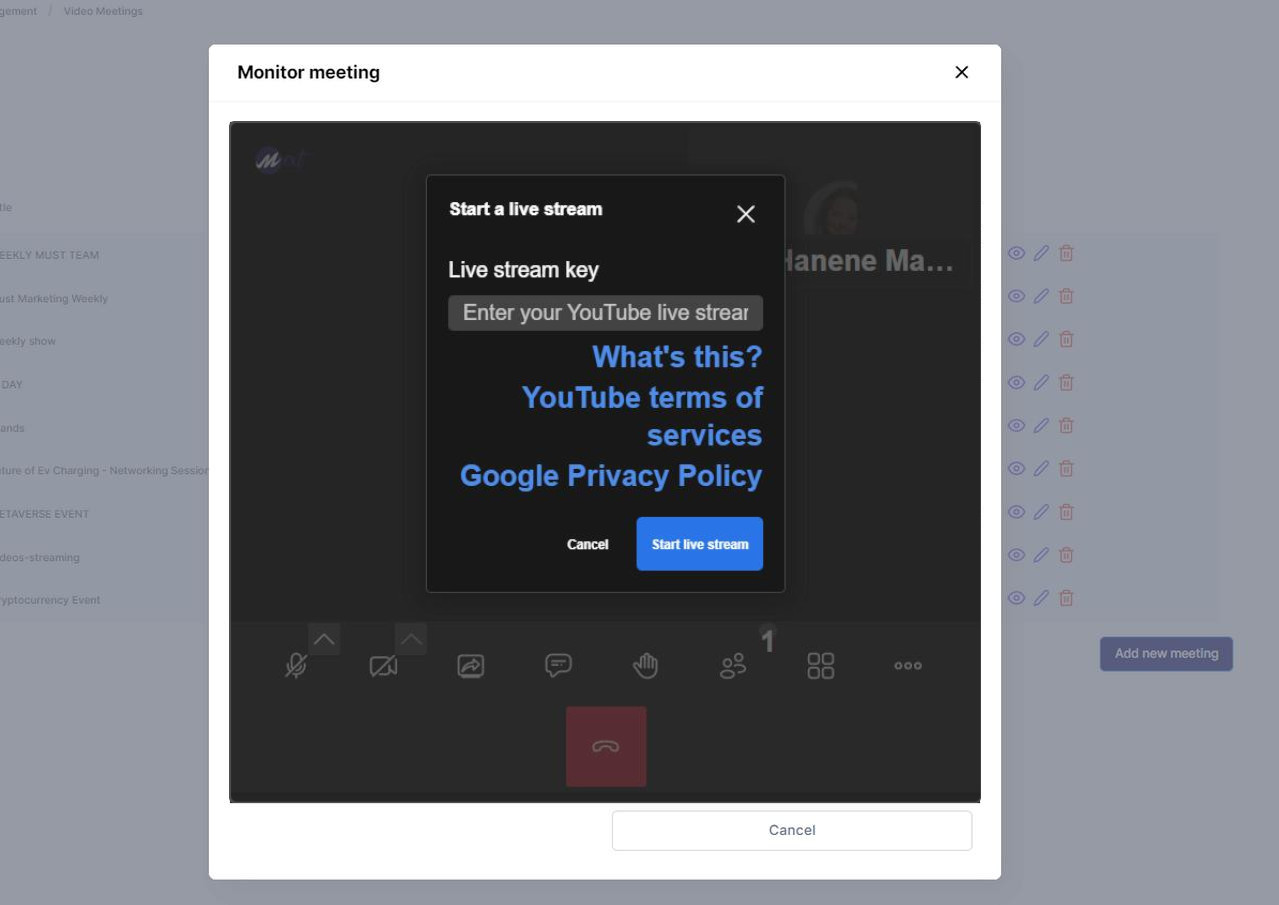 gement / Video Meetings
Monitor meeting
tle
EEKLY MUST TEAM
ust Marketing Weekly
eekly show
DAY
ands
ture of Ev Charging - Networking Session
ETAVERSE EVENT
deos-streaming
yptocurrency Event
Start a live stream
Hanene Ma...
Live stream key
Enter your YouTube live strear
What's this?
YouTube terms of
services
Google Privacy Policy
Cancel
Start live stream
1
Add new meeting
Cancel